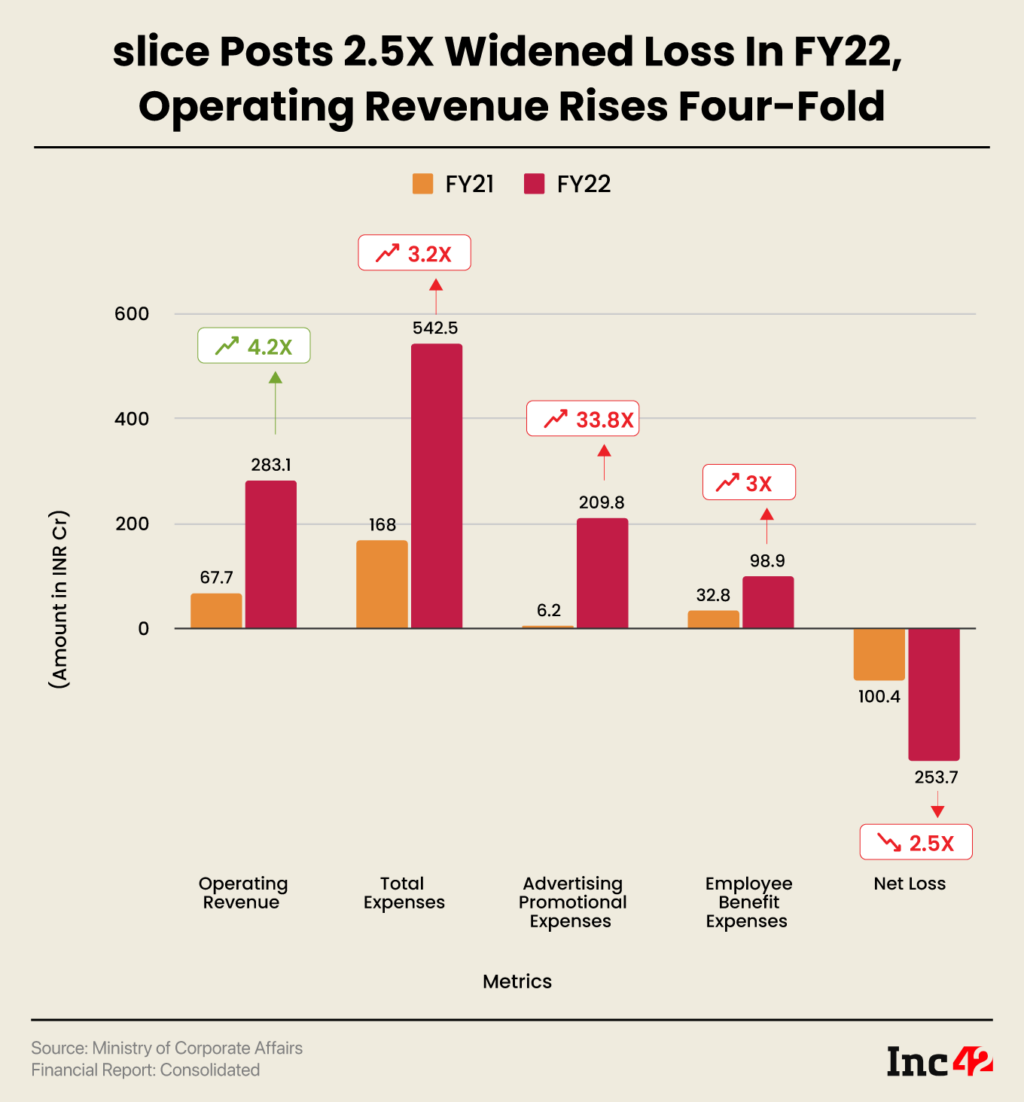 slice Posts 2.5X Widened Loss In FY22,
Operating Revenue Rises Four-Fold
FY21
FY22
3.2X
600
542.5
4.2X
400
33.8X
283.1
3X
209.8
200
168
98.9
67.7
32.8
6.2
0
(Amount in INR Cr)
100.4
253.7
2.5X
Operating
Revenue
Total
Expenses
Advertising
Promotional
Expenses
Employee
Benefit
Expenses
Net Loss
Metrics
Source: Ministry of Corporate Affairs
Financial Report: Consolidated
Inc42